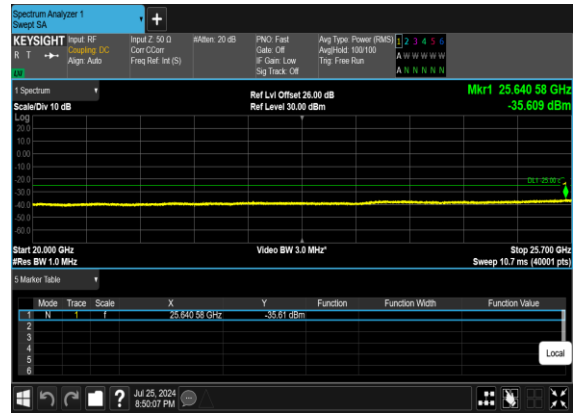 Spectrum Analyzer 1
Swept SA
KEYSIGHT Input: RF Input Z: 50 Ω #Atten: 20 dB PNO: Fast Avg Type: Power (RMS) 1 2 3 4 5 6
R T Coupling: DC Corr CCorr Gate: Off Avg|Hold: 100/100 A W W W W W
Align: Auto Freq Ref: Int (S) IF Gain: Low Trig: Free Run
Sig Track: Off A N N N N N
1 Spectrum Ref Lvl Offset 26.00 dB Mkr1 25.640 58 GHz
Scale/Div 10 dB Ref Level 30.00 dBm -35.609 dBm
Log
20.0
10.0
0.00
-10.0
-20.0
DL1 -25.00
-30.0
-40.0
-50.0
-60.0
Start 20.000 GHz Video BW 3.0 MHz* Stop 25.700 GHz
#Res BW 1.0 MHz Sweep 10.7 ms (40001 pts)
5 Marker Table
Mode Trace Scale X Y Function Function Width Function Value
1 N 1 f 25.640 58 GHz -35.61 dBm
2
3
4
5
6
Local
? Jul 25, 2024
8:50:07 PM